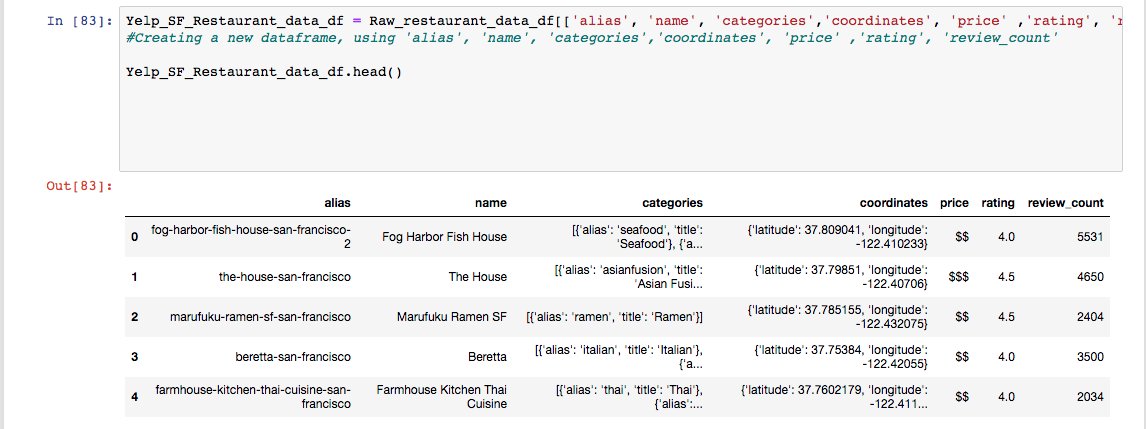 In [83]: Yelp_SF_Restaurant_data_df = Raw_restaurant_data_df[['alias', 'name', 'categories','coordinates', 'price' ,'rating', 'r
#Creating a new dataframe, using 'alias', 'name', 'categories','coordinates', 'price' ,'rating', 'review_count'
Yelp_SF_Restaurant_data_df.head()
Out[83]:
alias name categories coordinates price rating review_count
0 fog-harbor-fish-house-san-francisco-2 Fog Harbor Fish House [{'alias': 'seafood', 'title': 'Seafood'}, {'a... {'latitude': 37.809041, 'longitude': -122.410233} $$ 4.0 5531
1 the-house-san-francisco The House [{'alias': 'asianfusion', 'title': 'Asian Fusi... {'latitude': 37.79851, 'longitude': -122.40706} $$$ 4.5 4650
2 marufuku-ramen-sf-san-francisco Marufuku Ramen SF [{'alias': 'ramen', 'title': 'Ramen'}] {'latitude': 37.785155, 'longitude': -122.432075} $$ 4.5 2404
3 beretta-san-francisco Beretta [{'alias': 'italian', 'title': 'Italian'}, {'a... {'latitude': 37.75384, 'longitude': -122.42055} $$ 4.0 3500
4 farmhouse-kitchen-thai-cuisine-san-francisco Farmhouse Kitchen Thai Cuisine [{'alias': 'thai', 'title': 'Thai'}, {'alias':... {'latitude': 37.7602179, 'longitude': -122.411... $$ 4.0 2034